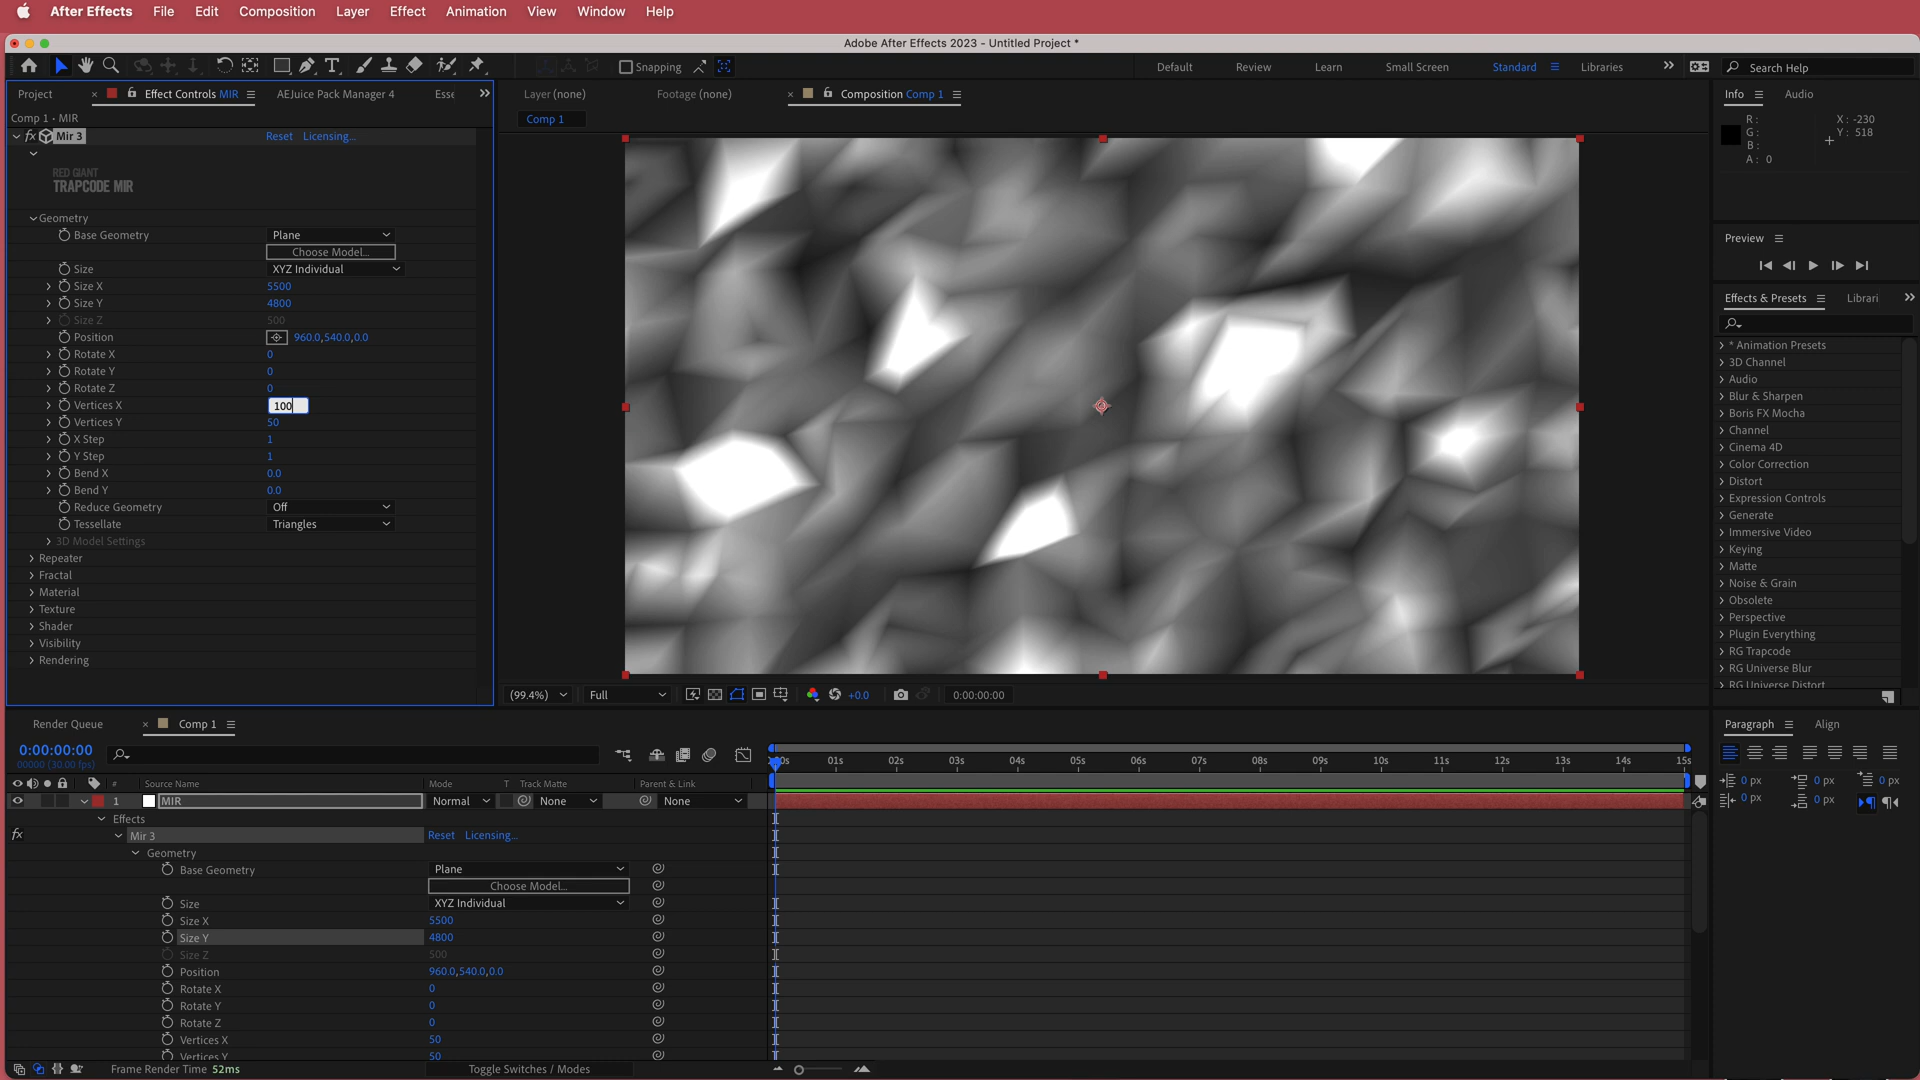 After Effects File Edit Composition Layer Effect Animation View Window Help
Adobe After Effects 2023 - Untitled Project *
Snapping Default Review Learn Small Screen Standard Libraries Search Help
Project Effect Controls MIR AEJuice Pack Manager 4 Esse
Layer (none) Footage (none) Composition Comp 1
Info Audio
Comp 1 • MIR
Comp 1
R: X: -230
G: Y: 518
B:
A: 0
fx Mir 3 Reset Licensing...
RED GIANT
TRAPCODE MIR
Geometry
Base Geometry Plane
Choose Model...
Size XYZ Individual
Size X 5500
Size Y 4800
Size Z 500
Position 960.0,540.0,0.0
Rotate X 0
Rotate Y 0
Rotate Z 0
Vertices X 100
Vertices Y 50
X Step 1
Y Step 1
Bend X 0.0
Bend Y 0.0
Reduce Geometry Off
Tessellate Triangles
3D Model Settings
Repeater
Fractal
Material
Texture
Shader
Visibility
Rendering
(99.4%) Full +0.0 0:00:00:00
Preview
Effects & Presets Librari
* Animation Presets
3D Channel
Audio
Blur & Sharpen
Boris FX Mocha
Channel
Cinema 4D
Color Correction
Distort
Expression Controls
Generate
Immersive Video
Keying
Matte
Noise & Grain
Obsolete
Perspective
Plugin Everything
RG Trapcode
RG Universe Blur
RG Universe Distort
Render Queue Comp 1
0:00:00:00
00000 (30.00 fps)
:00s 01s 02s 03s 04s 05s 06s 07s 08s 09s 10s 11s 12s 13s 14s 15s
# Source Name Mode T Track Matte Parent & Link
1 MIR Normal None None
Effects
fx Mir 3 Reset Licensing...
Geometry
Base Geometry Plane
Choose Model...
Size XYZ Individual
Size X 5500
Size Y 4800
Size Z 500
Position 960.0,540.0,0.0
Rotate X 0
Rotate Y 0
Rotate Z 0
Vertices X 50
Vertices Y 50
Frame Render Time 52ms Toggle Switches / Modes
Paragraph Align
0 px 0 px 0 px
0 px 0 px